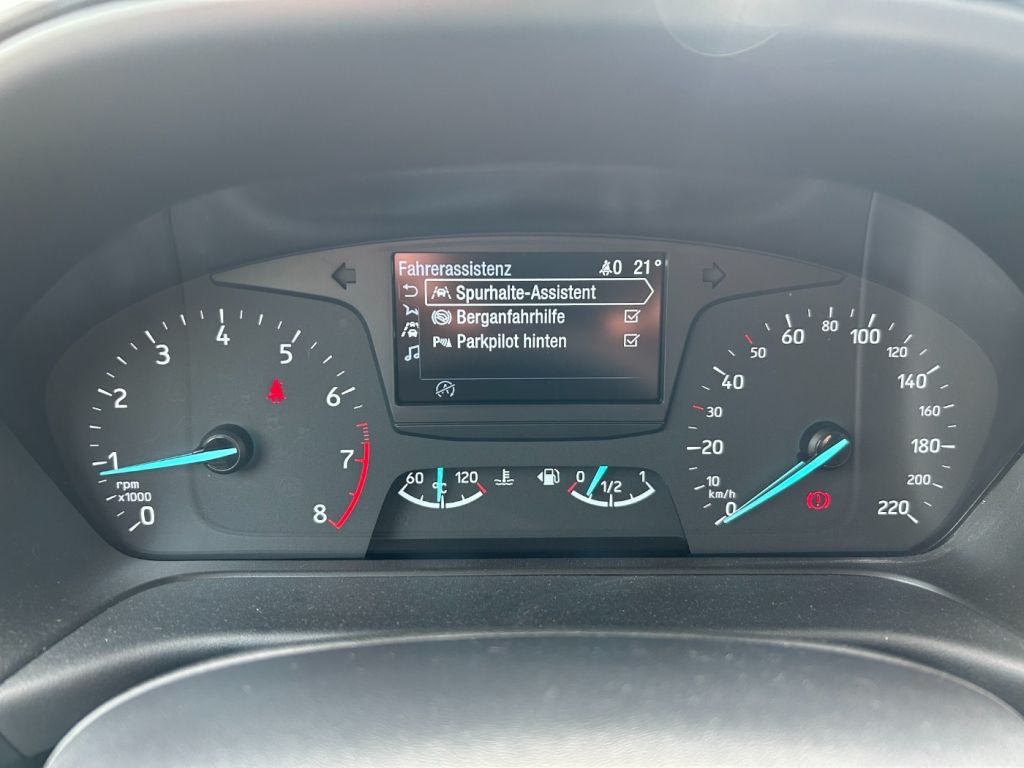 Fahrerassistenz 0 21°
Spurhalte-Assistent
Berganfahrhilfe
P Parkpilot hinten
0
1
2
3
4
5
6
7
8
rpm
x1000
60 °C 120
0 1/2 1
0
10
20
30
40
50
60
80
100
120
140
160
180
200
220
km/h